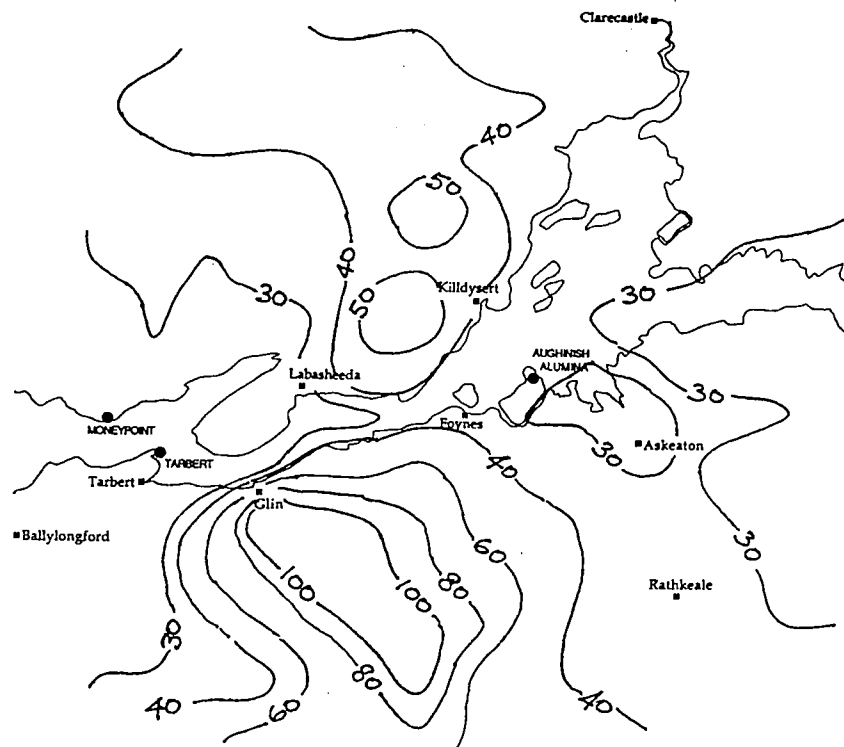 Clarecastle
40
50
40
30
50
Killdysert
30
Labasheeda
AUGHINISH
ALUMINA
MONEYPOINT
Foynes
30
TARBERT
30
Askeaton
Tarbert
40
Glin
Ballylongford
60
30
100
100
80
Rathkeale
30
80
40
60
40